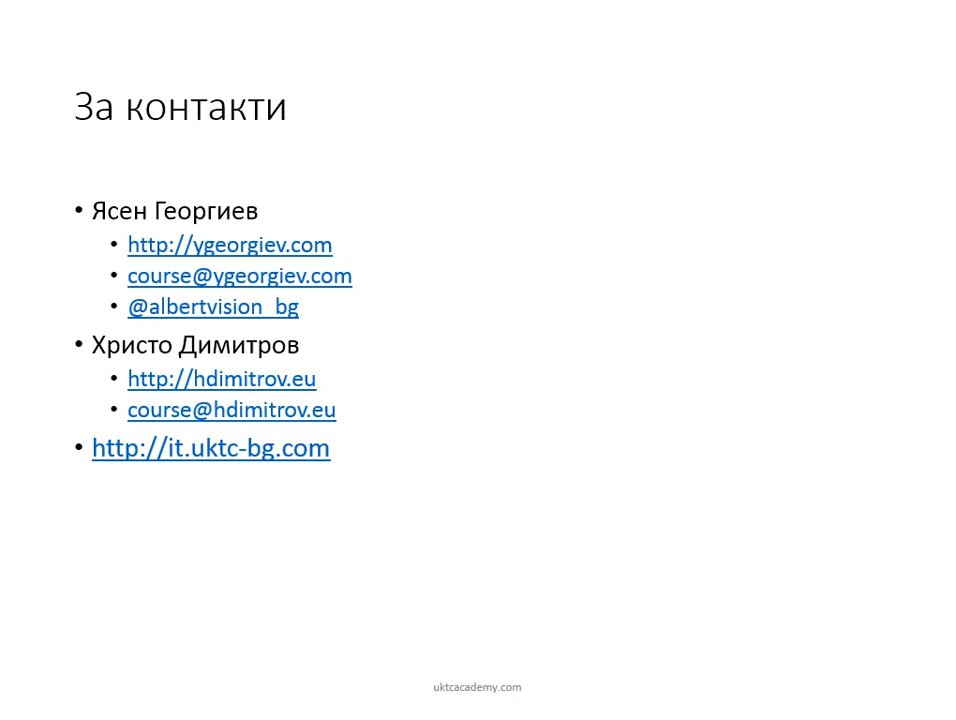 За контакти
• Ясен Георгиев
• http://ygeorgiev.com
• course@ygeorgiev.com
• @albertvision_bg
• Христо Димитров
• http://hdimitrov.eu
• course@hdimitrov.eu
• http://it.uktc-bg.com
uktcacademy.com